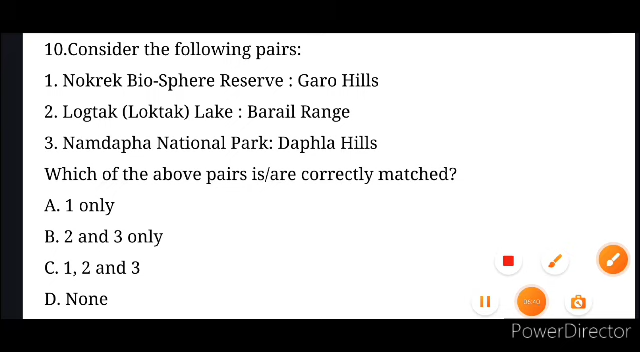 10.Consider the following pairs:
1. Nokrek Bio-Sphere Reserve : Garo Hills
2. Logtak (Loktak) Lake : Barail Range
3. Namdapha National Park: Daphla Hills
Which of the above pairs is/are correctly matched?
A. 1 only
B. 2 and 3 only
C. 1, 2 and 3
D. None
PowerDirector